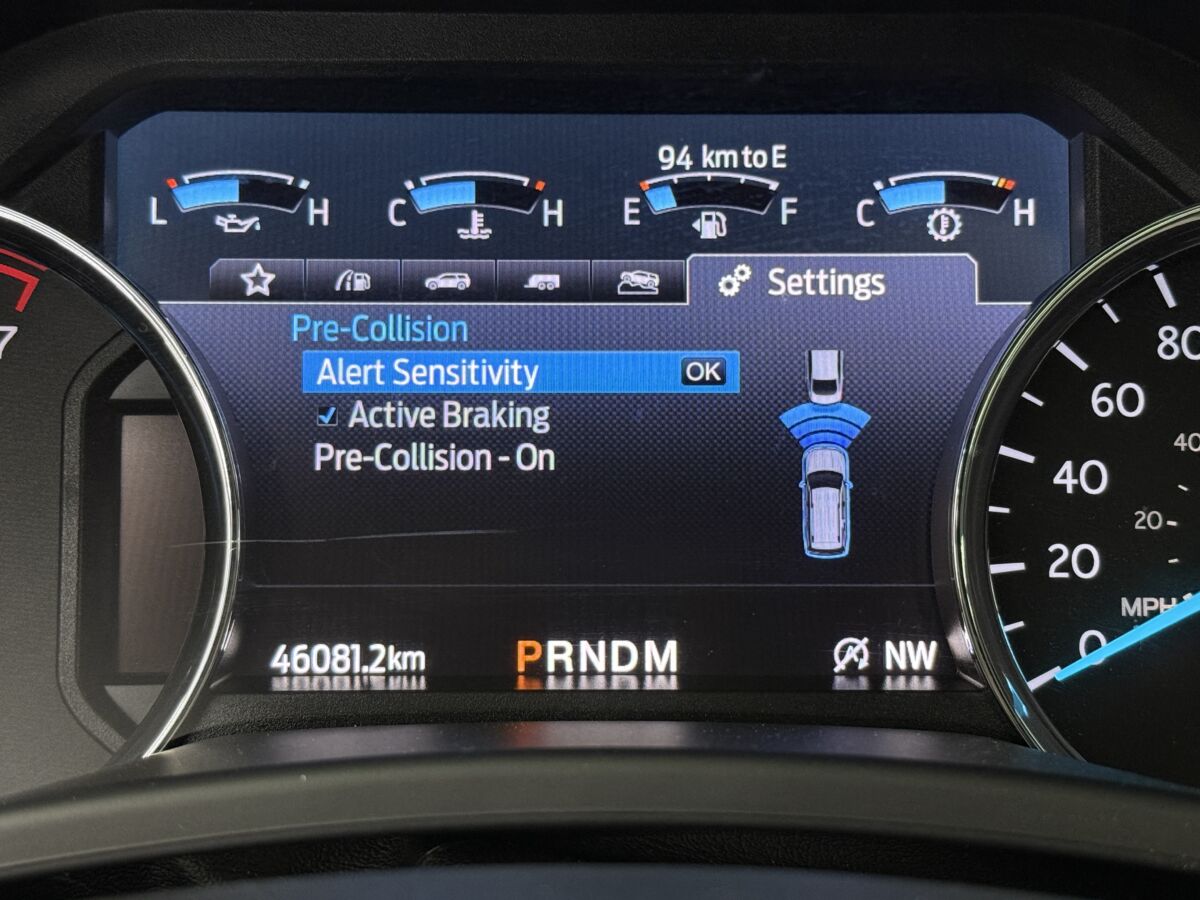 94 km to E
L H C H E F C H
Settings
Pre-Collision
Alert Sensitivity OK
Active Braking
Pre-Collision - On
46081.2km PRNDM NW
7
80
60
40
40
20
20
MPH
0